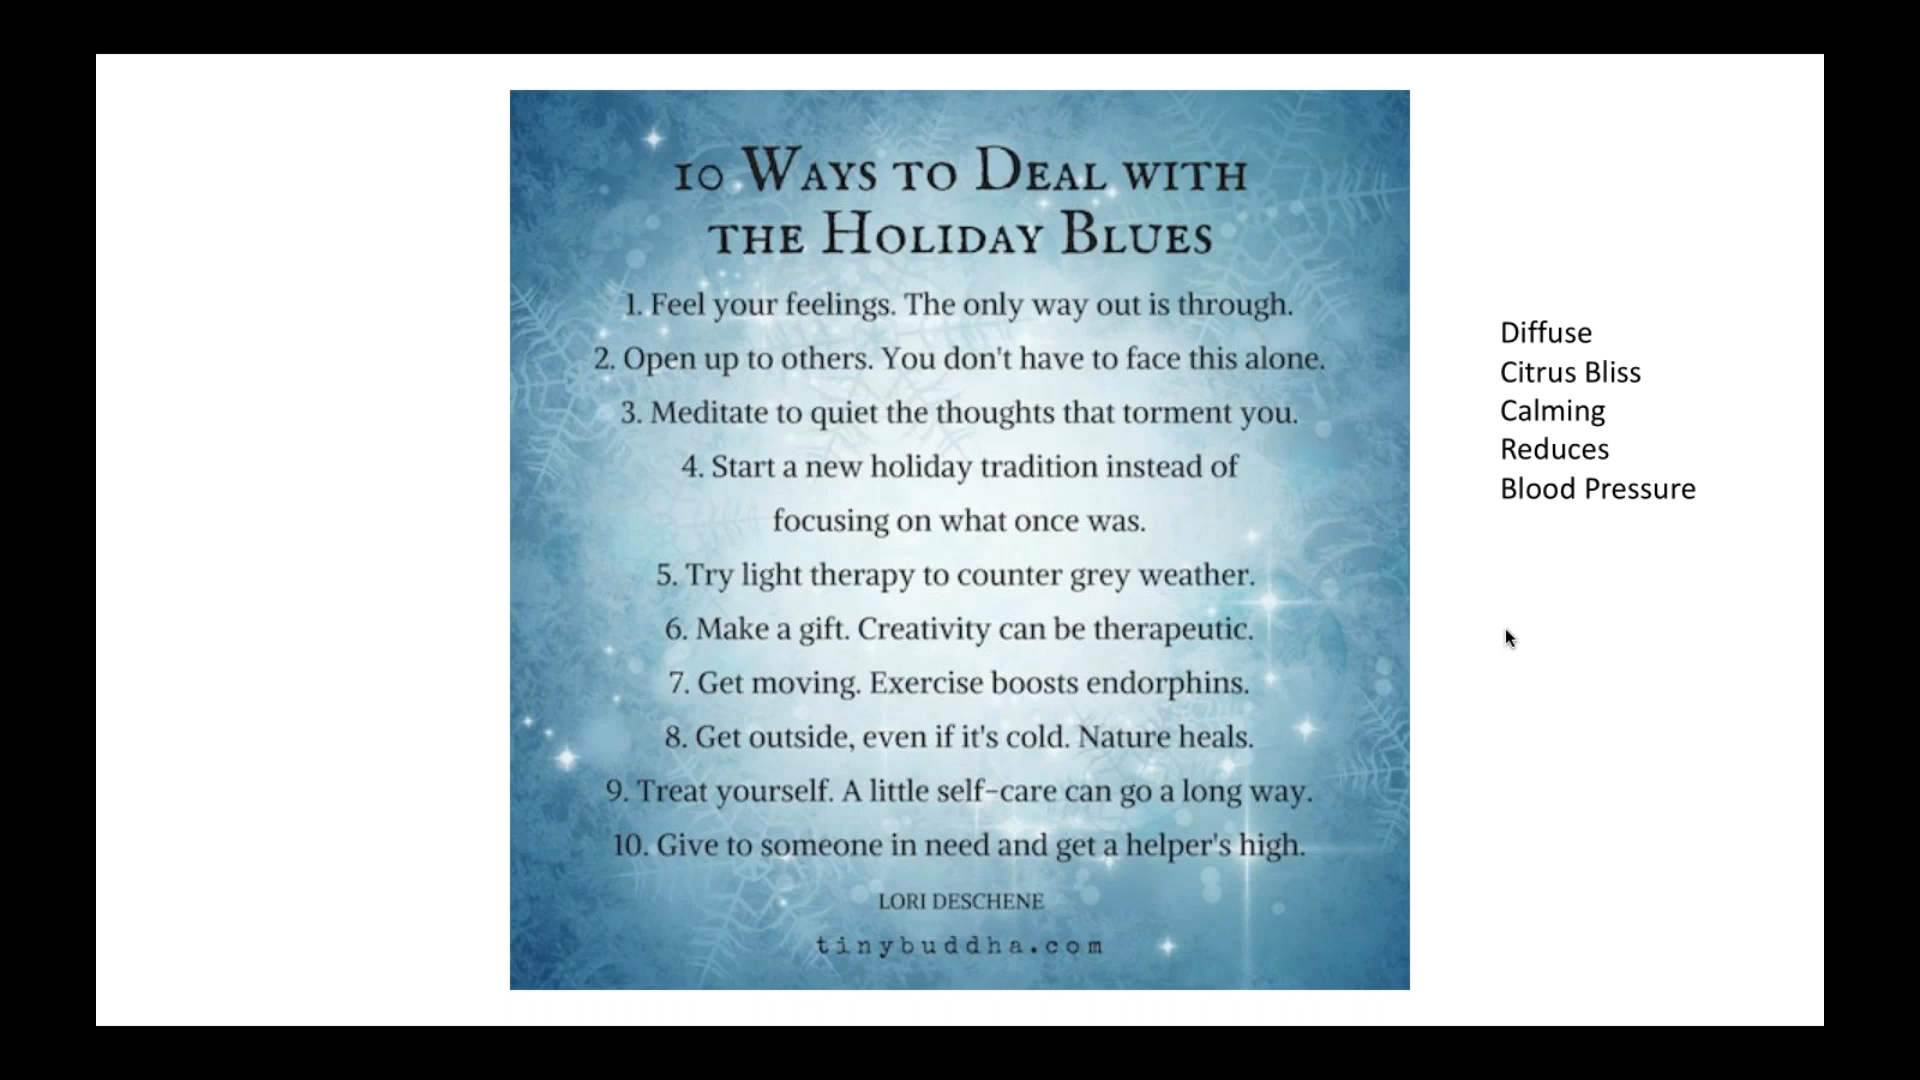 10 Ways to Deal with
the Holiday Blues
1. Feel your feelings. The only way out is through.
2. Open up to others. You don't have to face this alone.
3. Meditate to quiet the thoughts that torment you.
4. Start a new holiday tradition instead of
focusing on what once was.
5. Try light therapy to counter grey weather.
6. Make a gift. Creativity can be therapeutic.
7. Get moving. Exercise boosts endorphins.
8. Get outside, even if it's cold. Nature heals.
9. Treat yourself. A little self-care can go a long way.
10. Give to someone in need and get a helper's high.
LORI DESCHENE
tinybuddha.com
Diffuse
Citrus Bliss
Calming
Reduces
Blood Pressure